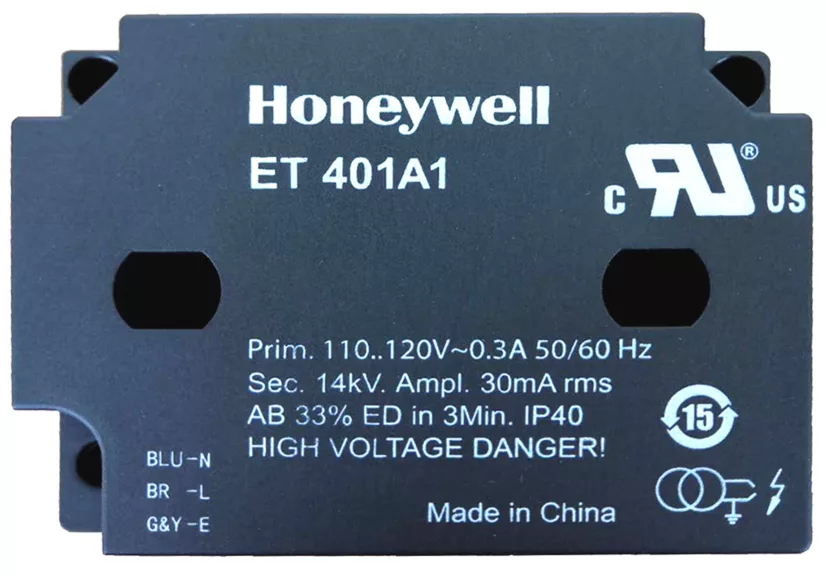 Honeywell
ET 401A1
C RU® US
Prim. 110..120V~0.3A 50/60 Hz
Sec. 14kV. Ampl. 30mA rms
AB 33% ED in 3Min. IP40
HIGH VOLTAGE DANGER!
15
BLU-N
BR -L
G&Y-E
Made in China